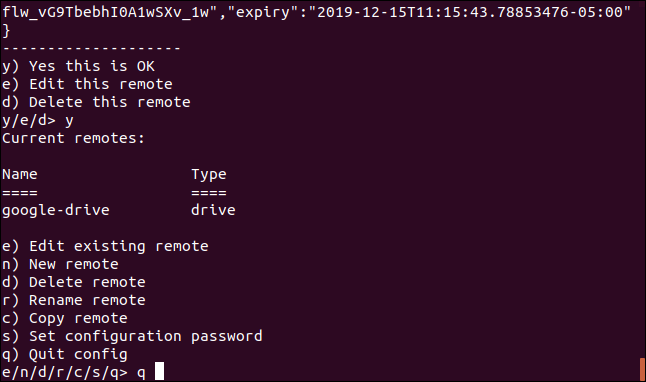 flw_vG9TbebhI0A1wSXv_1w","expiry":"2019-12-15T11:15:43.78853476-05:00"
}
--------------------
y) Yes this is OK
e) Edit this remote
d) Delete this remote
y/e/d> y
Current remotes:
Name                 Type
====                 ====
google-drive         drive
e) Edit existing remote
n) New remote
d) Delete remote
r) Rename remote
c) Copy remote
s) Set configuration password
q) Quit config
e/n/d/r/c/s/q> q